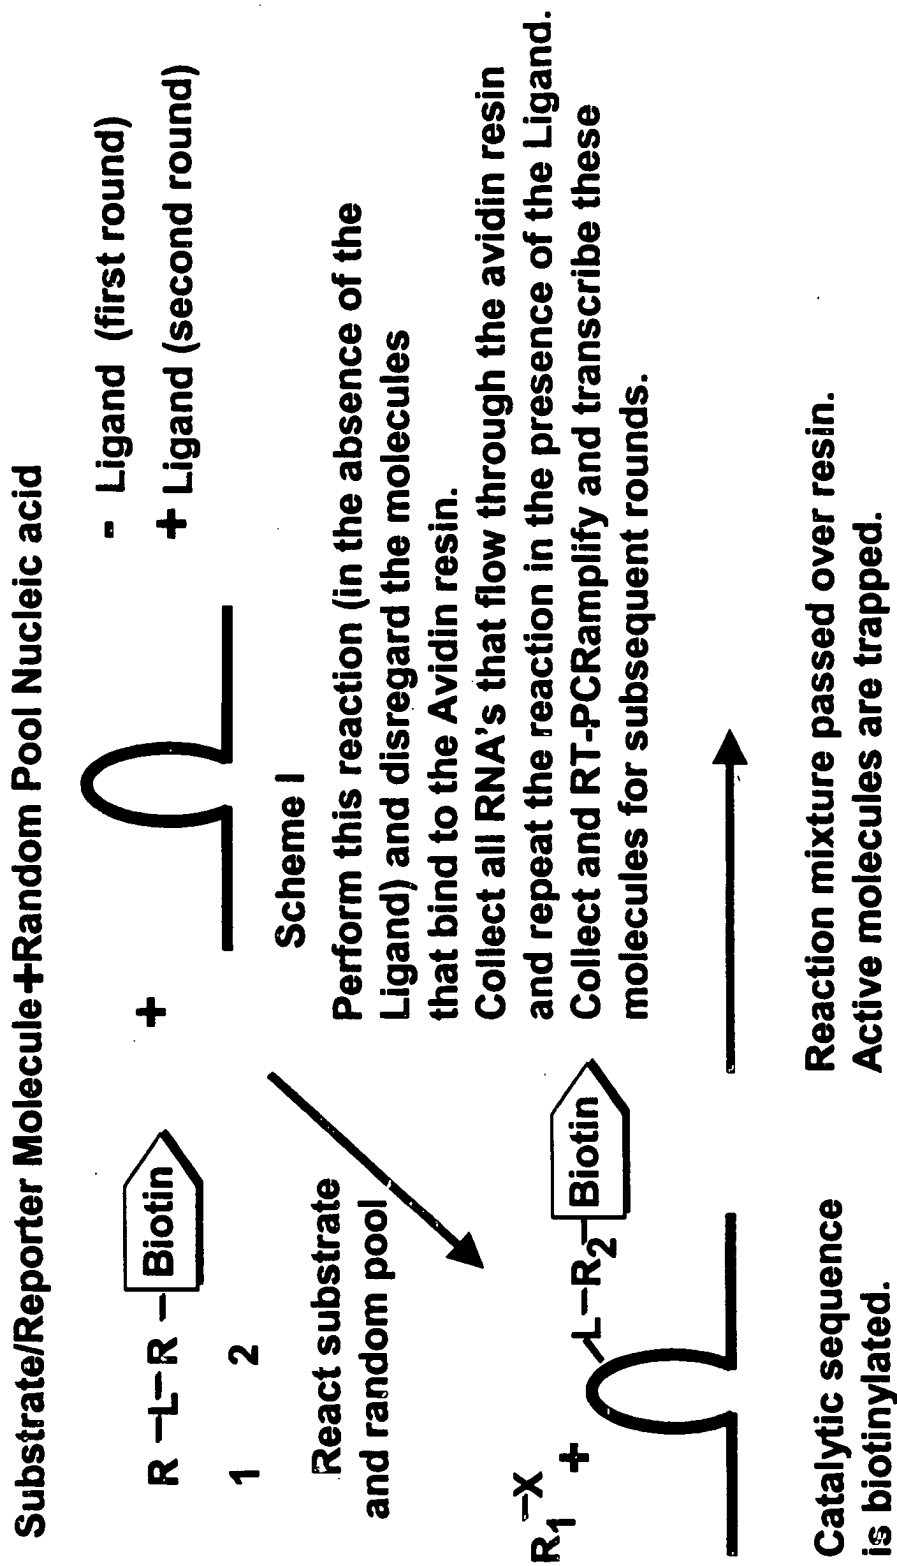 Substrate/Reporter Molecule+Random Pool Nucleic acid
- Ligand (first round)
+ Ligand (second round)
R–L–R–Biotin
1 2
+
Scheme I
Perform this reaction (in the absence of the
Ligand) and disregard the molecules
that bind to the Avidin resin.
Collect all RNA's that flow through the avidin resin
and repeat the reaction in the presence of the Ligand.
Collect and RT-PCRamplify and transcribe these
molecules for subsequent rounds.
React substrate
and random pool
R1–X
+
–L–R2–Biotin
Catalytic sequence
is biotinylated.
Reaction mixture passed over resin.
Active molecules are trapped.